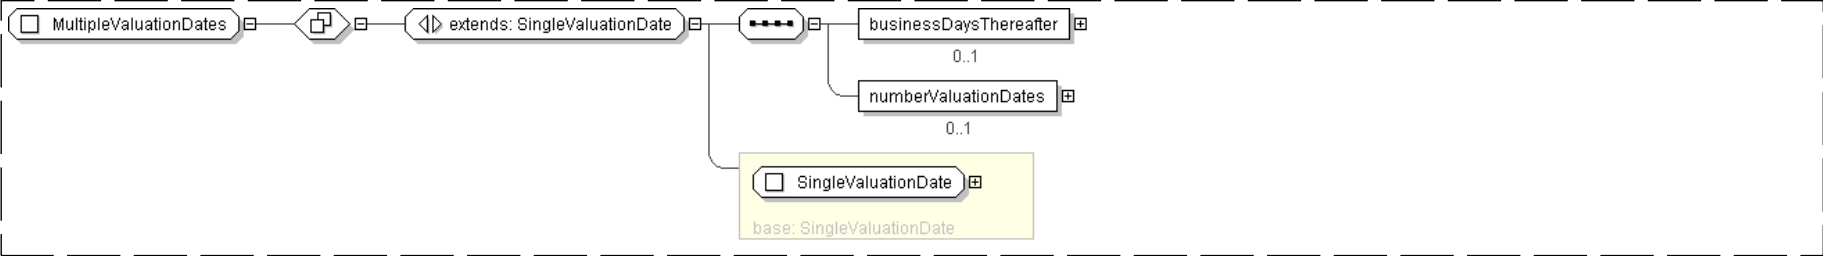 MultipleValuationDates
extends: SingleValuationDate
businessDaysThereafter
0..1
numberValuationDates
0..1
SingleValuationDate
base: SingleValuationDate